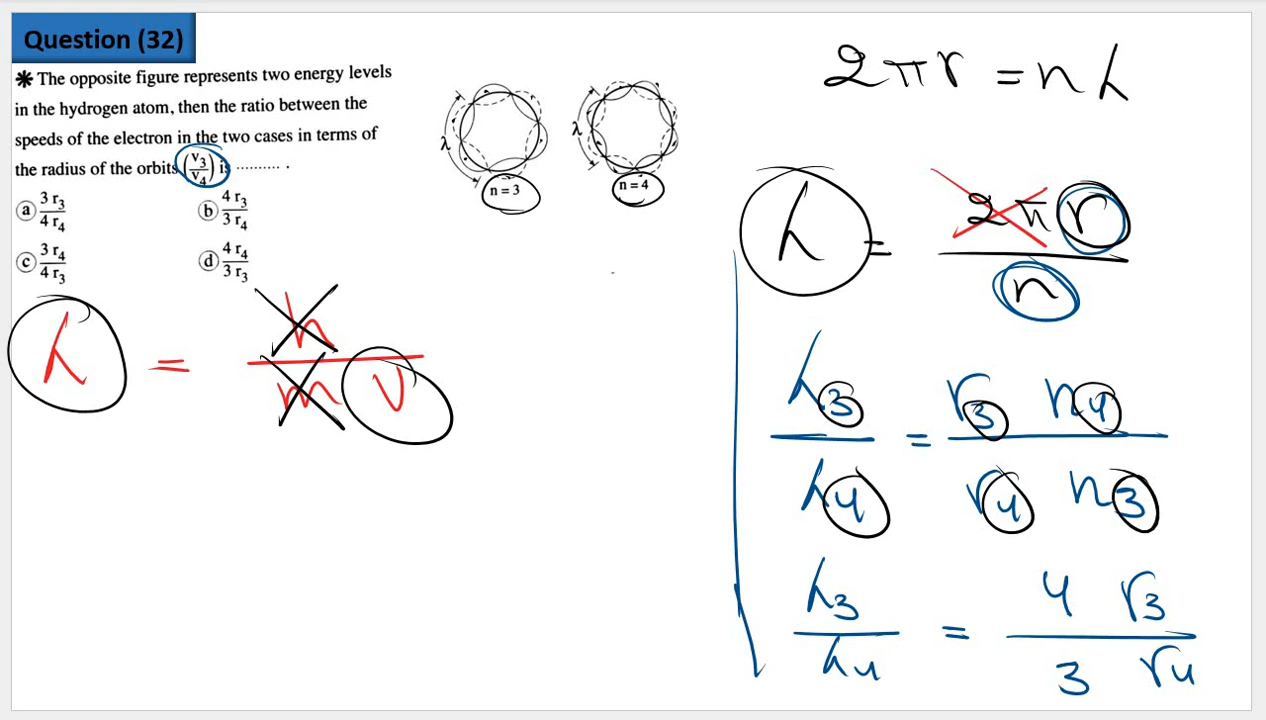 Question (32)
✱ The opposite figure represents two energy levels
in the hydrogen atom, then the ratio between the
speeds of the electron in the two cases in terms of
the radius of the orbits (v₃/v₄) is .......... .
ⓐ 3 r₃ / 4 r₄
ⓑ 4 r₃ / 3 r₄
ⓒ 3 r₄ / 4 r₃
ⓓ 4 r₄ / 3 r₃
λ
n = 3
λ
n = 4
2πr = nλ
λ = 2πr / n
λ = h / m v
λ₃ / λ₄ = r₃ n₄ / r₄ n₃
λ₃ / λ₄ = 4 r₃ / 3 r₄